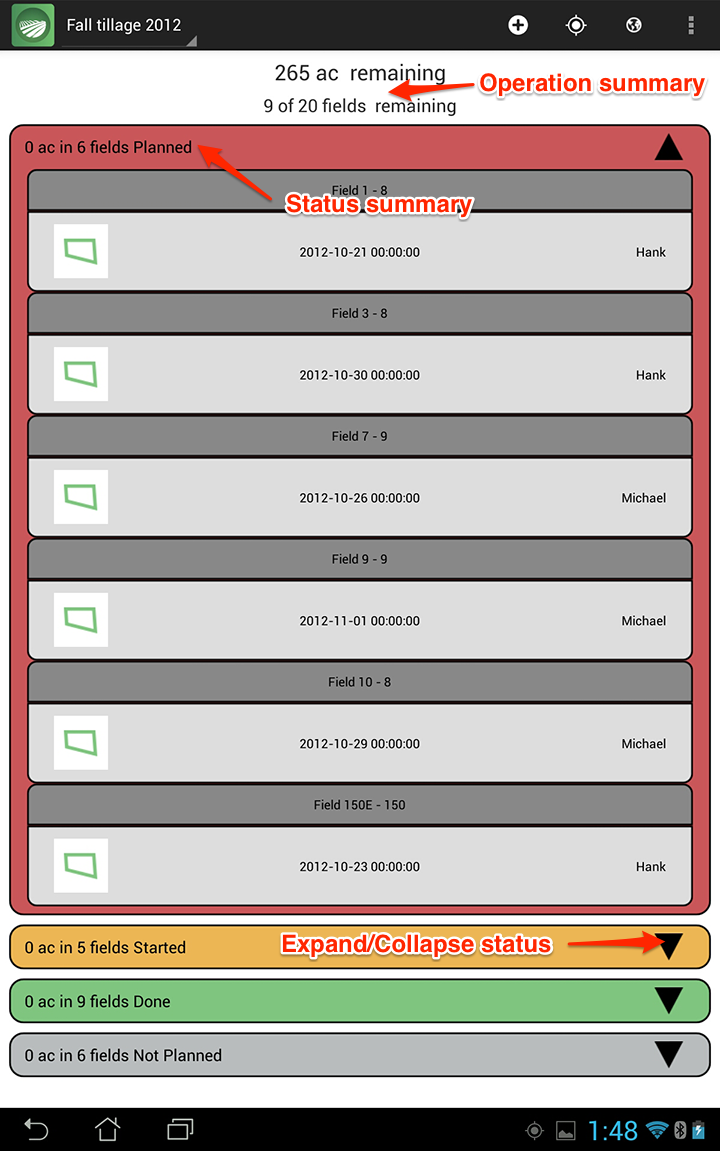 Fall tillage 2012
265 ac remaining
Operation summary
9 of 20 fields remaining
0 ac in 6 fields Planned
Field 1 - 8
Status summary
2012-10-21 00:00:00 Hank
Field 3 - 8
2012-10-30 00:00:00 Hank
Field 7 - 9
2012-10-26 00:00:00 Michael
Field 9 - 9
2012-11-01 00:00:00 Michael
Field 10 - 8
2012-10-29 00:00:00 Michael
Field 150E - 150
2012-10-23 00:00:00 Hank
0 ac in 5 fields Started
Expand/Collapse status
0 ac in 9 fields Done
0 ac in 6 fields Not Planned
1:48